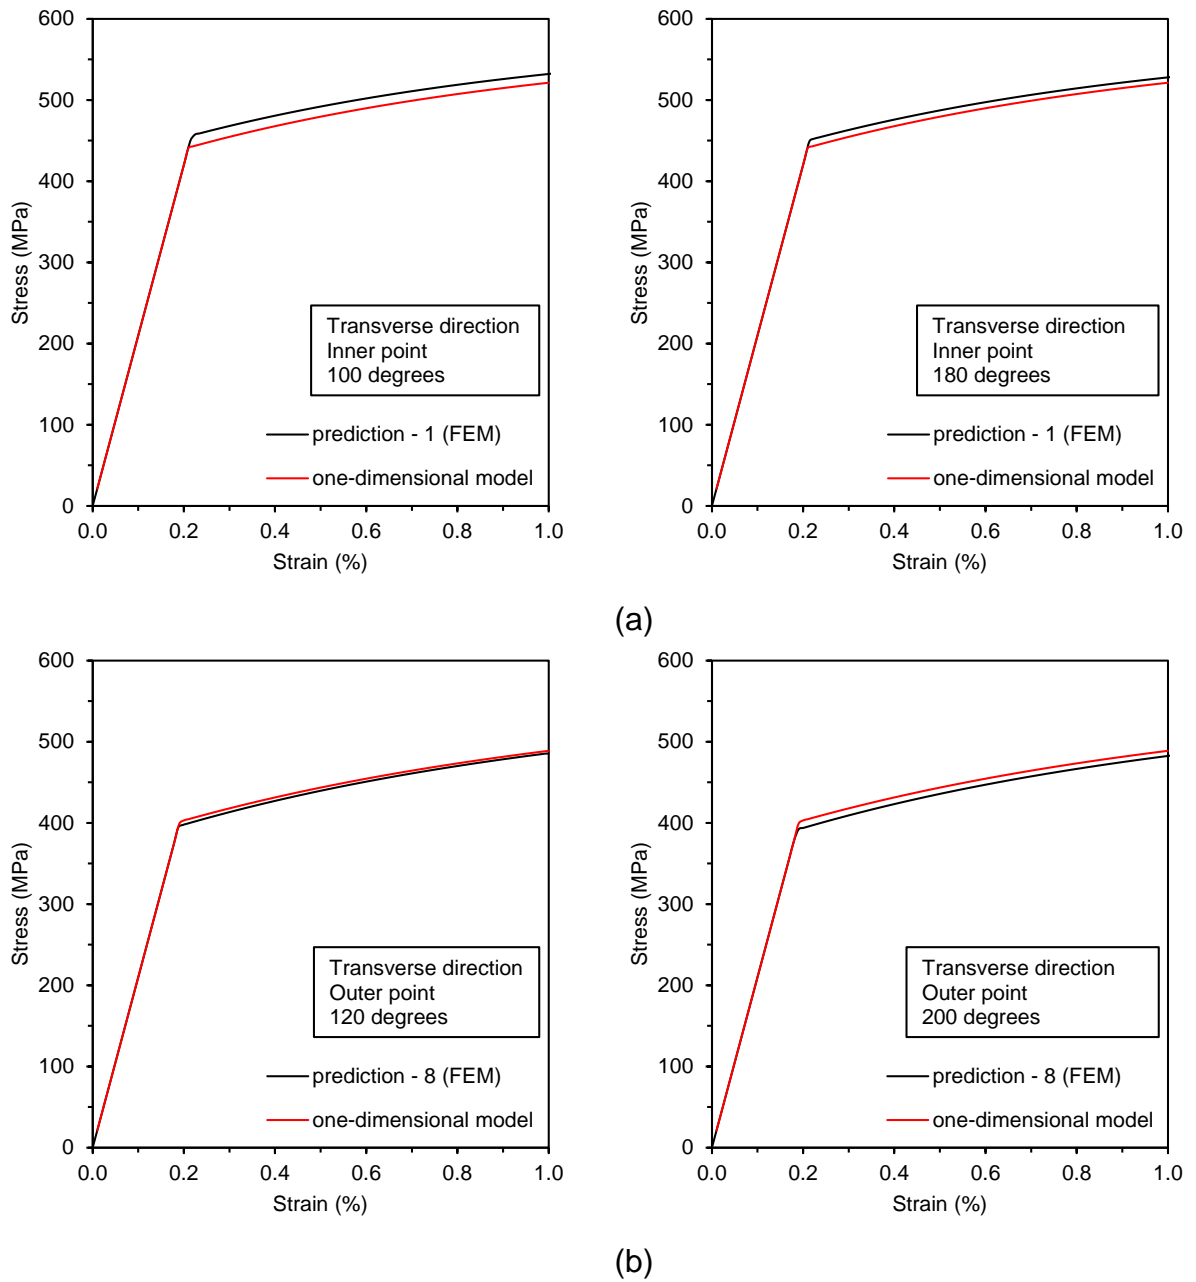 600
500
400
300
200
100
0
Stress (MPa)
Transverse direction
Inner point
100 degrees
prediction - 1 (FEM)
one-dimensional model
0.0 0.2 0.4 0.6 0.8 1.0
Strain (%)
600
500
400
300
200
100
0
Stress (MPa)
Transverse direction
Inner point
180 degrees
prediction - 1 (FEM)
one-dimensional model
0.0 0.2 0.4 0.6 0.8 1.0
Strain (%)
(a)
600
500
400
300
200
100
0
Stress (MPa)
Transverse direction
Outer point
120 degrees
prediction - 8 (FEM)
one-dimensional model
0.0 0.2 0.4 0.6 0.8 1.0
Strain (%)
600
500
400
300
200
100
0
Stress (MPa)
Transverse direction
Outer point
200 degrees
prediction - 8 (FEM)
one-dimensional model
0.0 0.2 0.4 0.6 0.8 1.0
Strain (%)
(b)